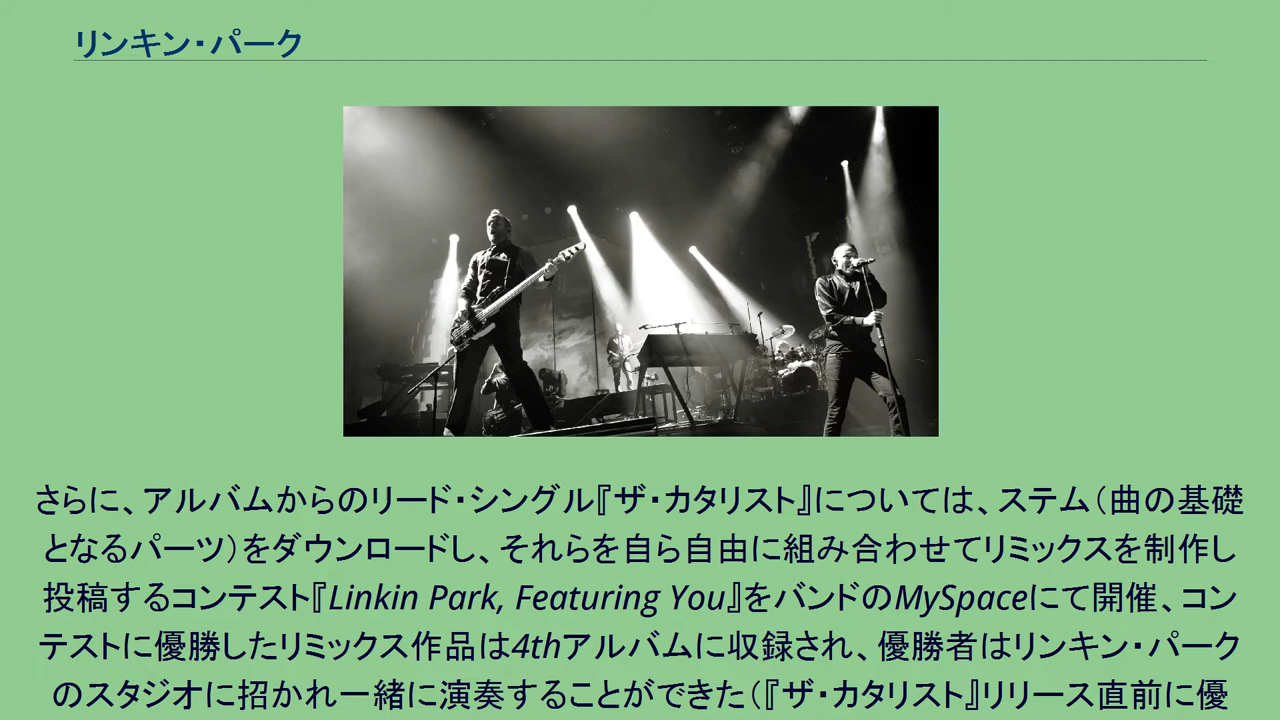 リンキン・パーク
さらに、アルバムからのリード・シングル『ザ・カタリスト』については、ステム（曲の基礎
となるパーツ）をダウンロードし、それらを自ら自由に組み合わせてリミックスを制作し
投稿するコンテスト『Linkin Park, Featuring You』をバンドのMySpaceにて開催、コン
テストに優勝したリミックス作品は4thアルバムに収録され、優勝者はリンキン・パーク
のスタジオに招かれ一緒に演奏することができた（『ザ・カタリスト』リリース直前に優